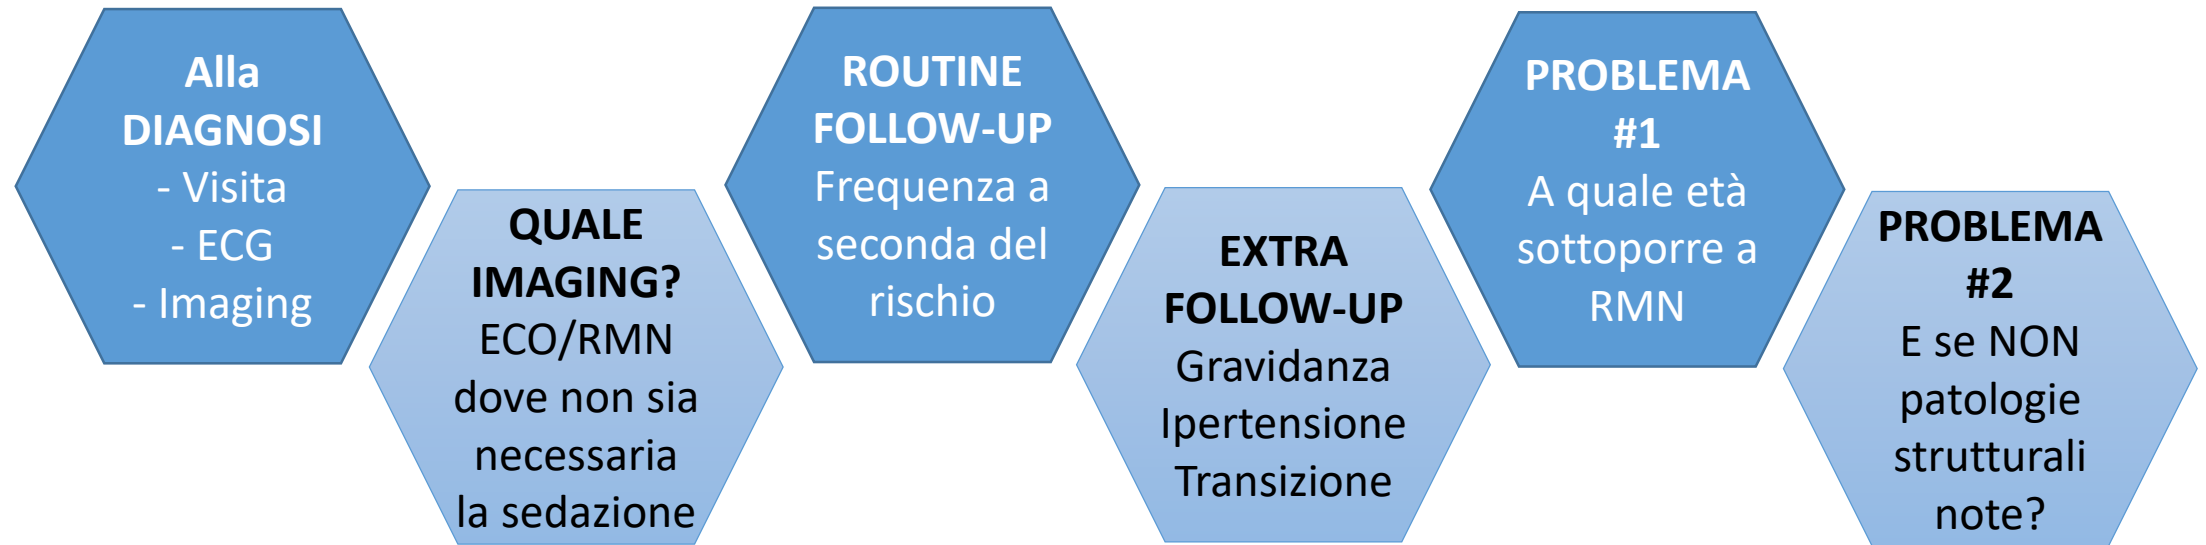 Alla
DIAGNOSI
- Visita
- ECG
- Imaging
QUALE
IMAGING?
ECO/RMN
dove non sia
necessaria
la sedazione
ROUTINE
FOLLOW-UP
Frequenza a
seconda del
rischio
EXTRA
FOLLOW-UP
Gravidanza
Ipertensione
Transizione
PROBLEMA
#1
A quale età
sottoporre a
RMN
PROBLEMA
#2
E se NON
patologie
strutturali
note?